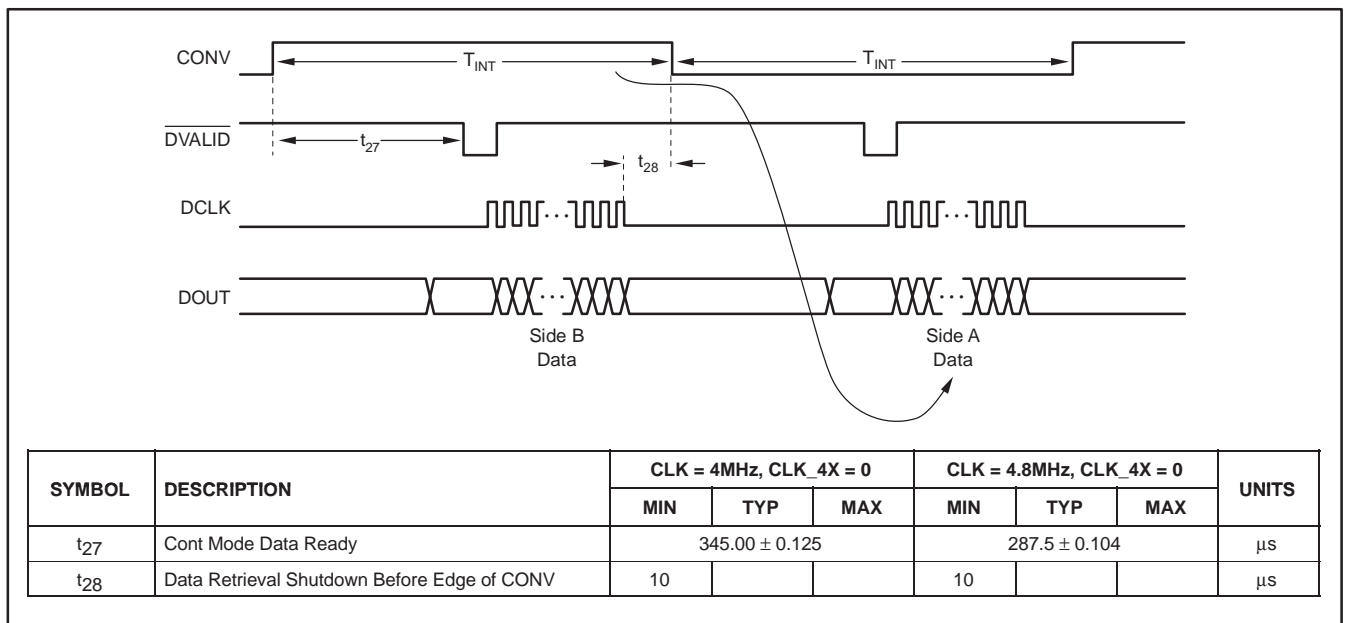 CONV
T_INT
T_INT
DVALID
t27
t28
DCLK
...
...
DOUT
...
...
Side B
Data
Side A
Data
SYMBOL DESCRIPTION CLK = 4MHz, CLK_4X = 0 CLK = 4.8MHz, CLK_4X = 0 UNITS
MIN TYP MAX MIN TYP MAX
t27 Cont Mode Data Ready 345.00 ± 0.125 287.5 ± 0.104 μs
t28 Data Retrieval Shutdown Before Edge of CONV 10 10 μs